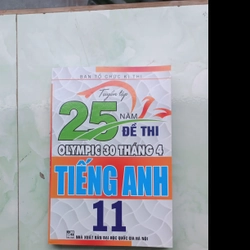 BAN TỔ CHỨC KÌ THI
Tuyển tập
25 NĂM
ĐỀ THI
OLYMPIC 30 THÁNG 4
TIẾNG ANH
11
NHÀ XUẤT BẢN ĐẠI HỌC QUỐC GIA HÀ NỘI